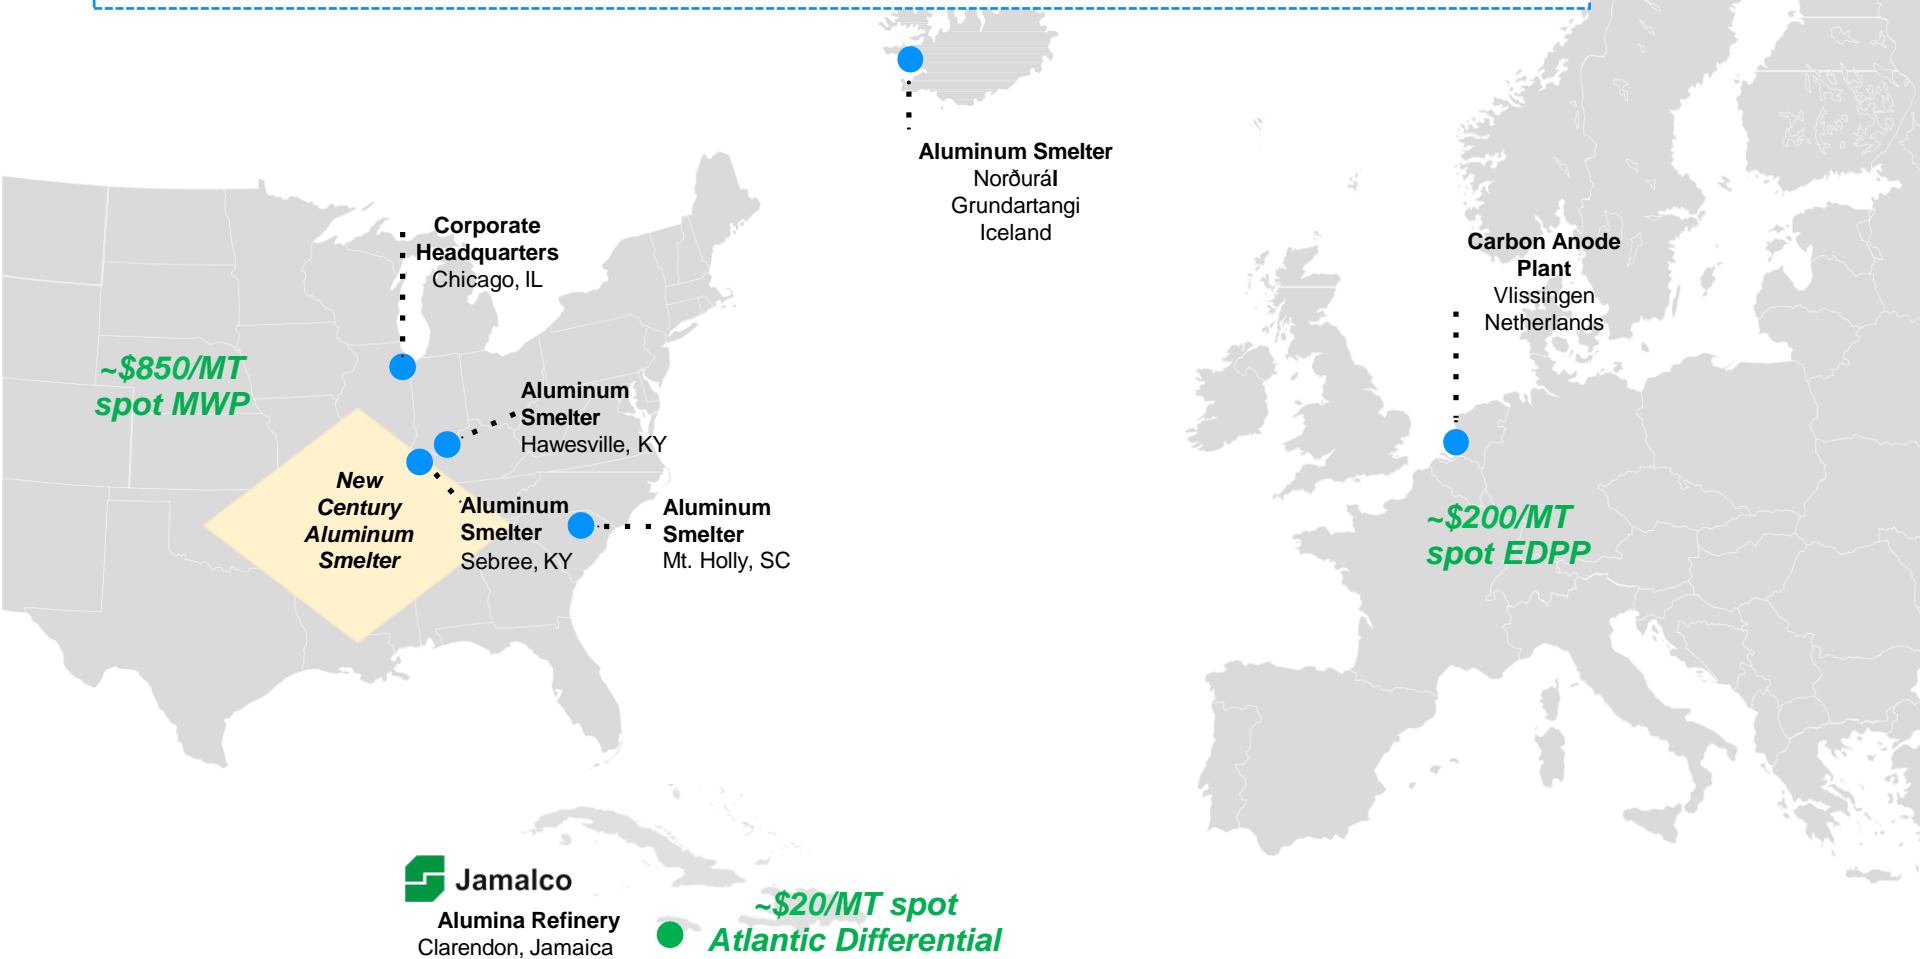 Aluminum Smelter
Norðurál
Grundartangi
Iceland
Corporate
Headquarters
Chicago, IL
Carbon Anode
Plant
Vlissingen
Netherlands
~$850/MT
spot MWP
Aluminum
Smelter
Hawesville, KY
New
Century
Aluminum
Smelter
Aluminum
Smelter
Sebree, KY
Aluminum
Smelter
Mt. Holly, SC
~$200/MT
spot EDPP
Jamalco
Alumina Refinery
Clarendon, Jamaica
~$20/MT spot
Atlantic Differential